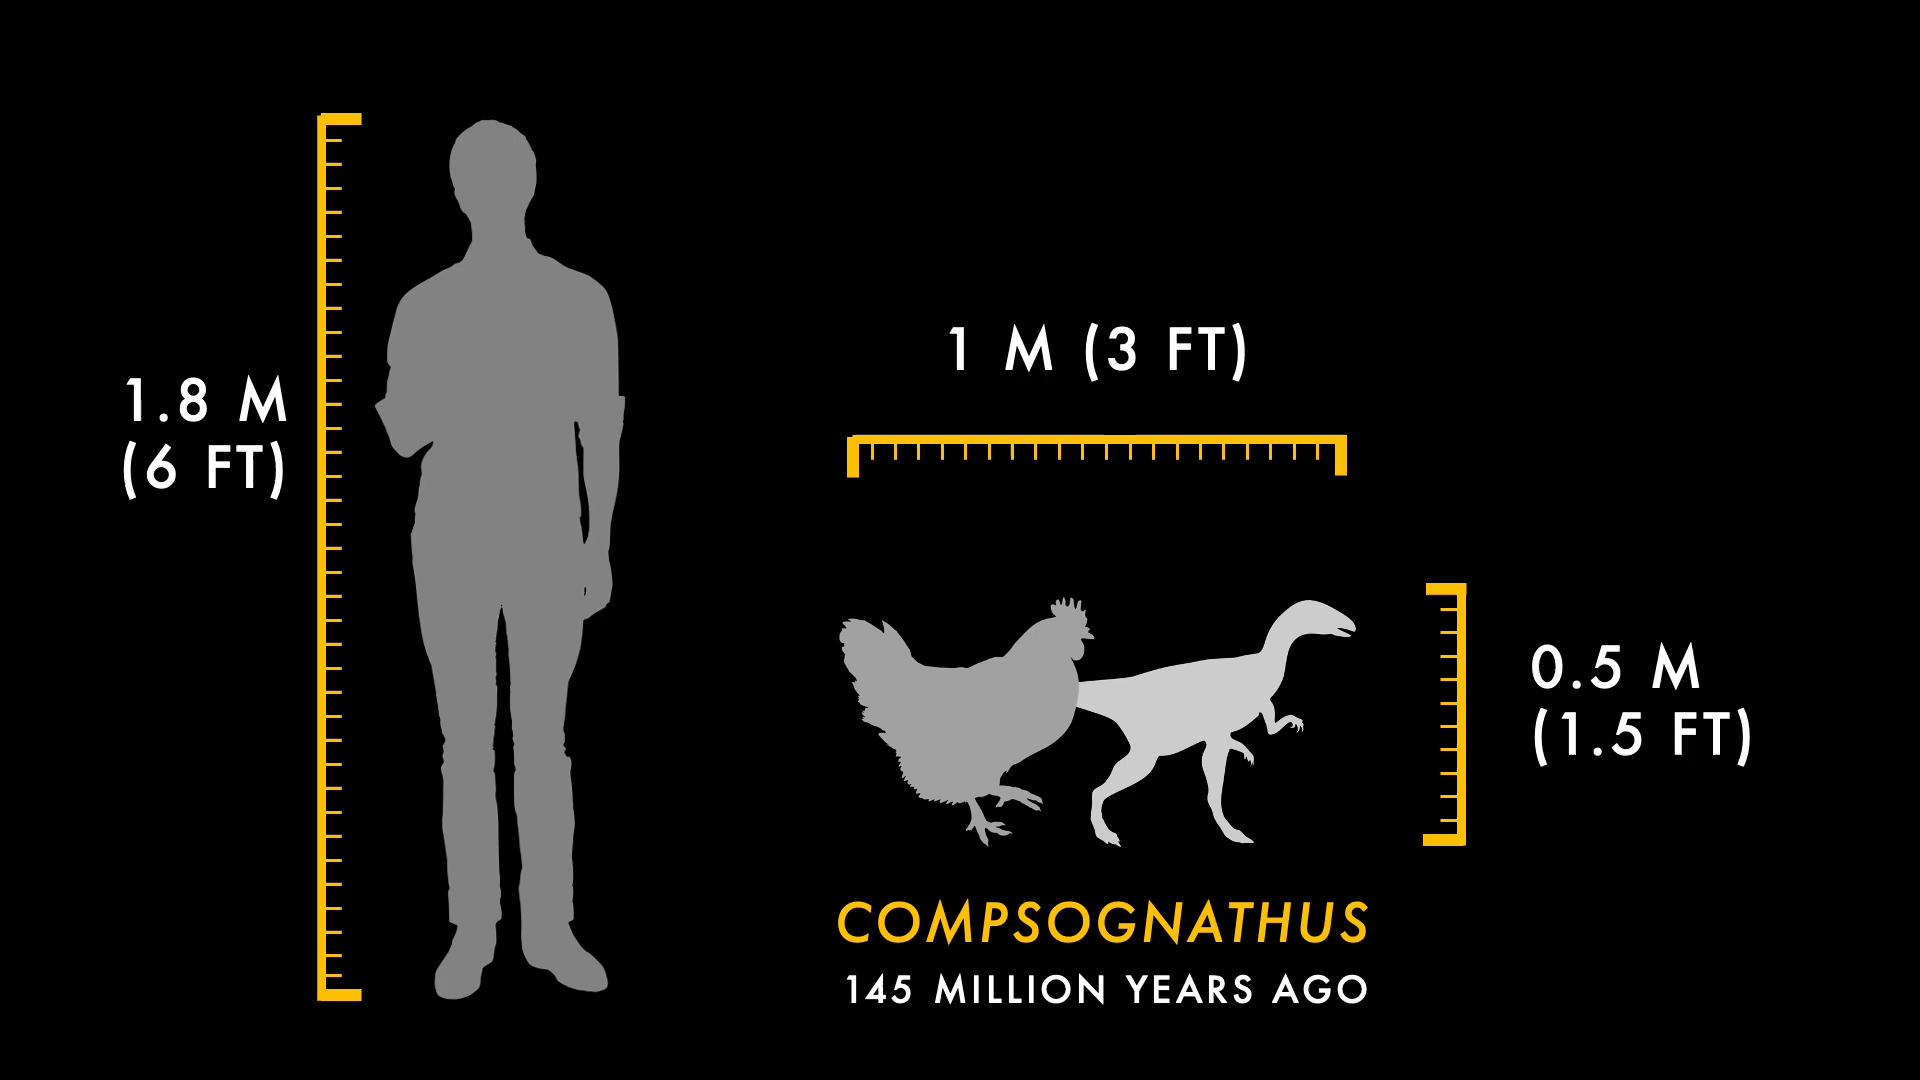 1.8 M
(6 FT)
1 M (3 FT)
0.5 M
(1.5 FT)
COMPSOGNATHUS
145 MILLION YEARS AGO